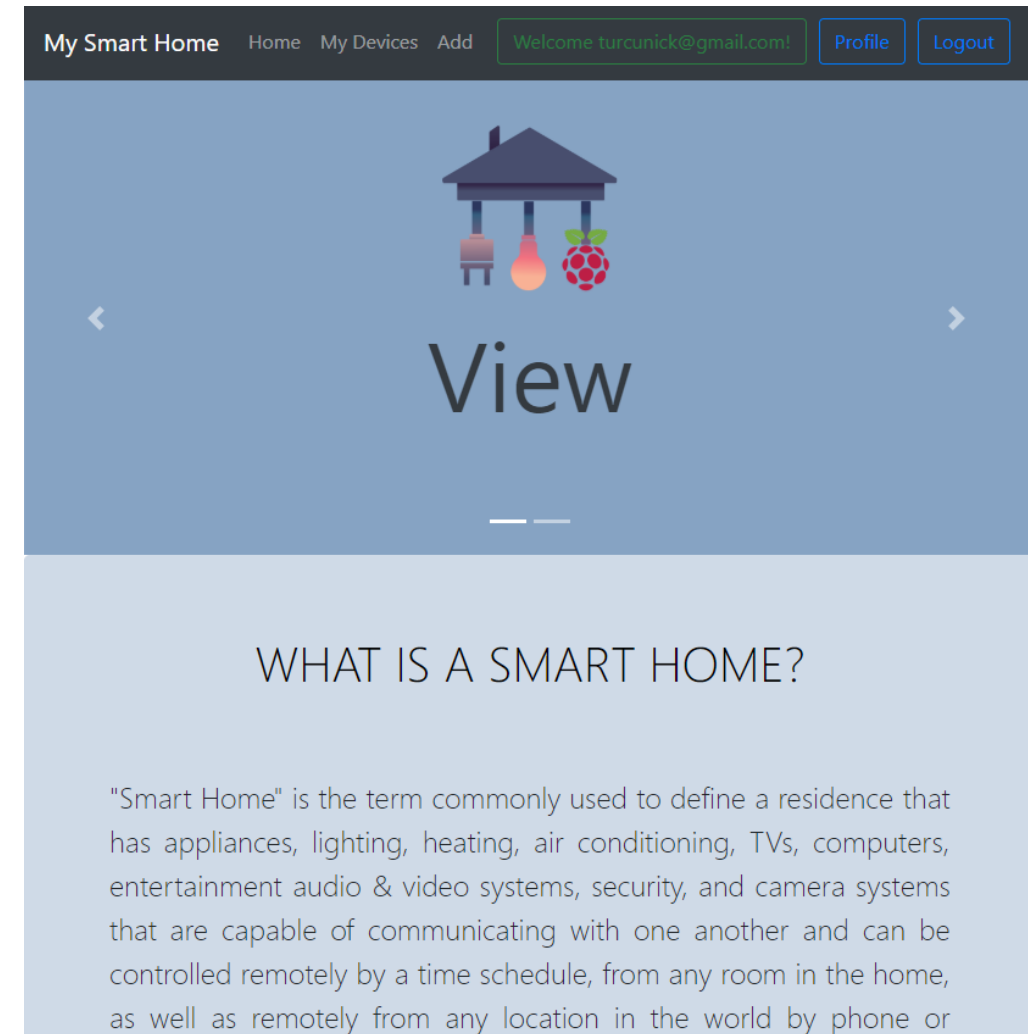 My Smart Home Home My Devices Add Welcome turcunick@gmail.com! Profile Logout
View
WHAT IS A SMART HOME?
"Smart Home" is the term commonly used to define a residence that
has appliances, lighting, heating, air conditioning, TVs, computers,
entertainment audio & video systems, security, and camera systems
that are capable of communicating with one another and can be
controlled remotely by a time schedule, from any room in the home,
as well as remotely from any location in the world by phone or